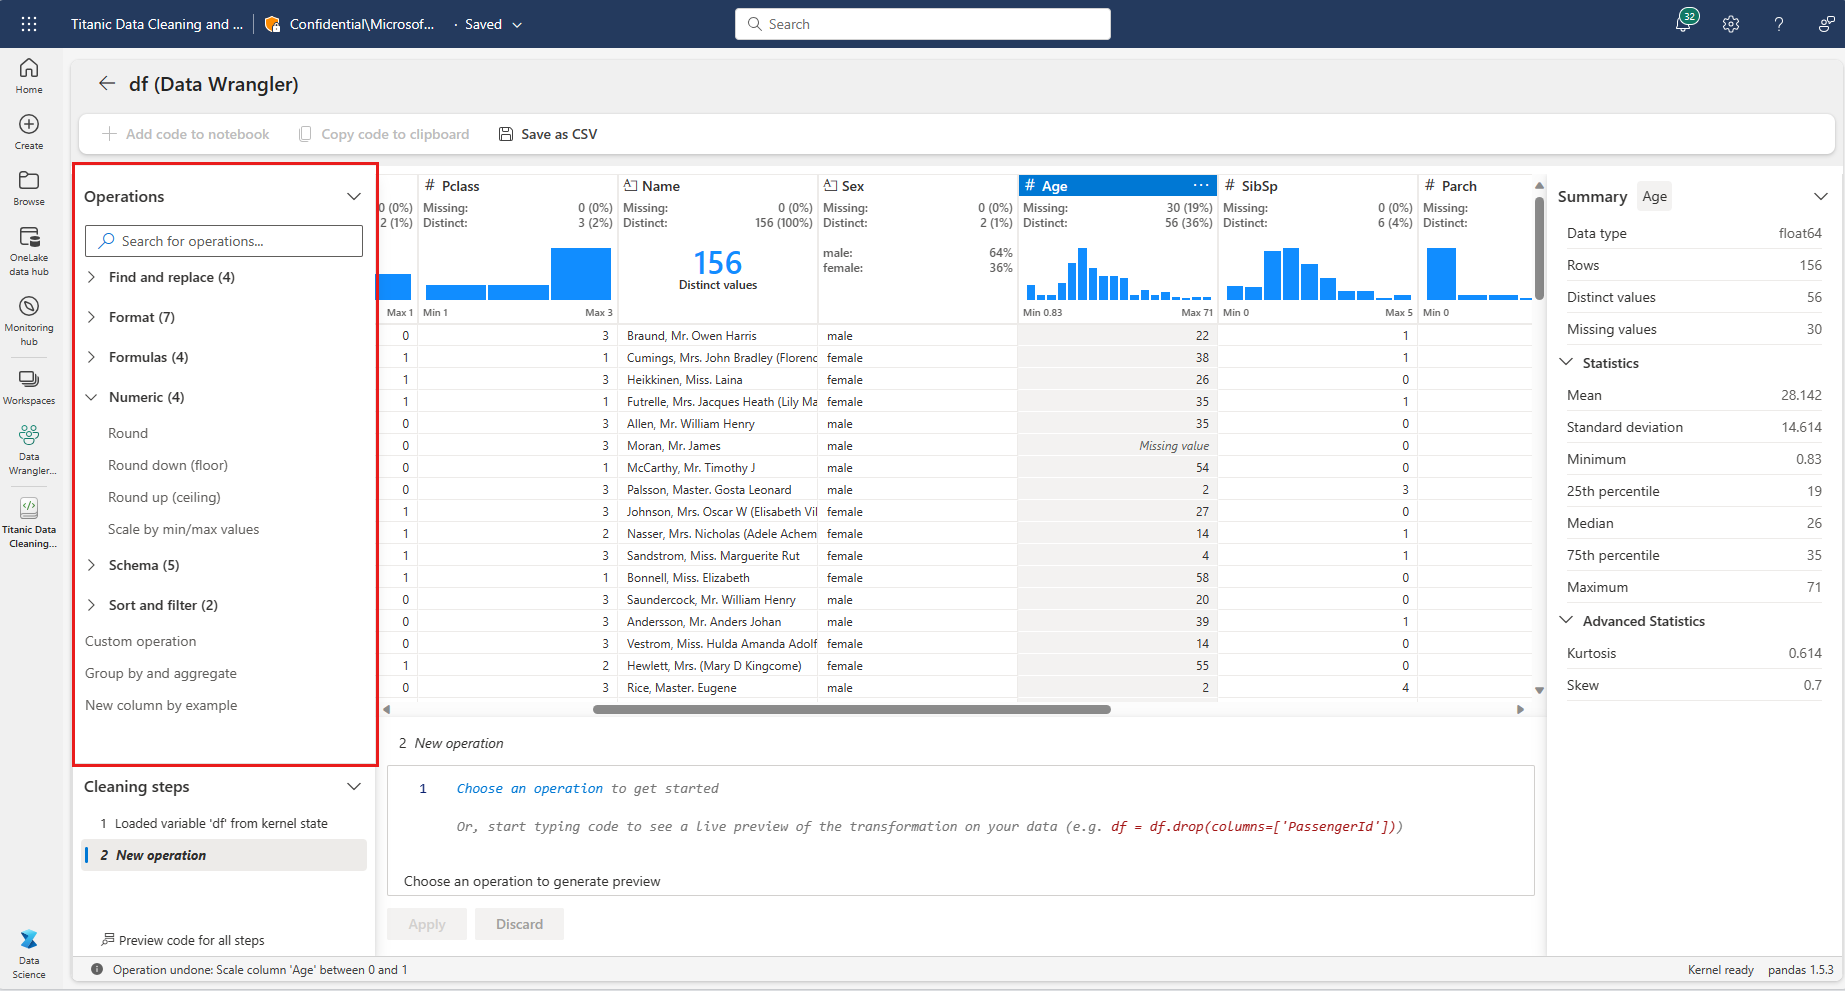 Titanic Data Cleaning and ... Confidential\Microsof... · Saved
Search
32
Home
Create
Browse
OneLake
data hub
Monitoring
hub
Workspaces
Data
Wrangler...
Titanic Data
Cleaning...
Data
Science
df (Data Wrangler)
Add code to notebook Copy code to clipboard Save as CSV
Operations
Search for operations...
Find and replace (4)
Format (7)
Formulas (4)
Numeric (4)
Round
Round down (floor)
Round up (ceiling)
Scale by min/max values
Schema (5)
Sort and filter (2)
Custom operation
Group by and aggregate
New column by example
Cleaning steps
1 Loaded variable 'df' from kernel state
2 New operation
Preview code for all steps
# Pclass Name Sex # Age ... # SibSp # Parch
0 (0%) Missing: 0 (0%) Missing: 0 (0%) Missing: 0 (0%) Missing: 30 (19%) Missing: 0 (0%) Missing:
2 (1%) Distinct: 3 (2%) Distinct: 156 (100%) Distinct: 2 (1%) Distinct: 56 (36%) Distinct: 6 (4%) Distinct:
156
Distinct values
male: 64%
female: 36%
Max 1 Min 1 Max 3 Min 0.83 Max 71 Min 0 Max 5 Min 0
0 3 Braund, Mr. Owen Harris male 22 1
1 1 Cumings, Mrs. John Bradley (Florenc female 38 1
1 3 Heikkinen, Miss. Laina female 26 0
1 1 Futrelle, Mrs. Jacques Heath (Lily Ma female 35 1
0 3 Allen, Mr. William Henry male 35 0
0 3 Moran, Mr. James male Missing value 0
0 1 McCarthy, Mr. Timothy J male 54 0
0 3 Palsson, Master. Gosta Leonard male 2 3
1 3 Johnson, Mrs. Oscar W (Elisabeth Vil female 27 0
1 2 Nasser, Mrs. Nicholas (Adele Achem female 14 1
1 3 Sandstrom, Miss. Marguerite Rut female 4 1
1 1 Bonnell, Miss. Elizabeth female 58 0
0 3 Saundercock, Mr. William Henry male 20 0
0 3 Andersson, Mr. Anders Johan male 39 1
0 3 Vestrom, Miss. Hulda Amanda Adolf female 14 0
1 2 Hewlett, Mrs. (Mary D Kingcome) female 55 0
0 3 Rice, Master. Eugene male 2 4
2 New operation
1 Choose an operation to get started
Or, start typing code to see a live preview of the transformation on your data (e.g. df = df.drop(columns=['PassengerId']))
Choose an operation to generate preview
Apply Discard
Summary Age
Data type float64
Rows 156
Distinct values 56
Missing values 30
Statistics
Mean 28.142
Standard deviation 14.614
Minimum 0.83
25th percentile 19
Median 26
75th percentile 35
Maximum 71
Advanced Statistics
Kurtosis 0.614
Skew 0.7
Operation undone: Scale column 'Age' between 0 and 1
Kernel ready pandas 1.5.3